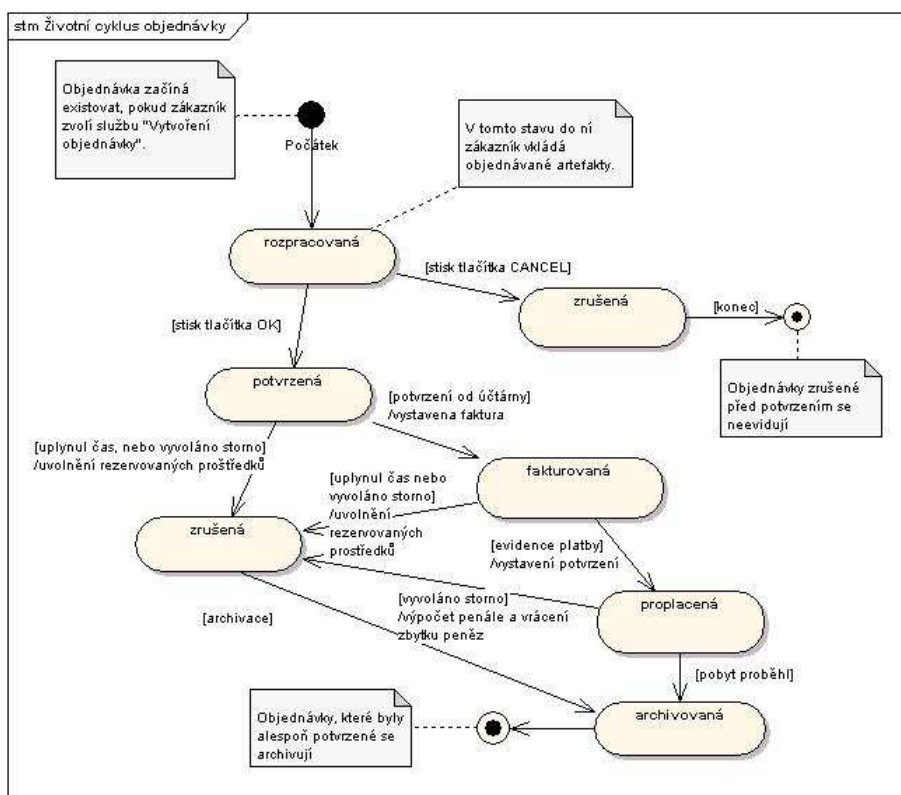 stm Životní cyklus objednávky
Objednávka začíná
existovat, pokud zákazník
zvolí službu "Vytvoření
objednávky".
Počátek
V tomto stavu do ní
zákazník vkládá
objednávané artefakty.
rozpracovaná
[stisk tlačítka CANCEL]
zrušená
[konec]
[stisk tlačítka OK]
potvrzená
Objednávky zrušené
před potvrzením se
neevidují
[potvrzení od účtárny]
/vystavena faktura
[uplynul čas, nebo vyvoláno storno]
/uvolnění rezervovaných proštředků
fakturovaná
[uplynul čas nebo
vyvoláno storno]
/uvolnění
rezervovaných
prostředků
zrušená
[evidence platby]
/vystavení potvrzení
[vyvoláno storno]
/výpočet penále a vrácení
zbytku peněz
proplacená
[archivace]
[pobyt proběhl]
Objednávky, které byly
alespoň potvrzené se
archivují
archivovaná